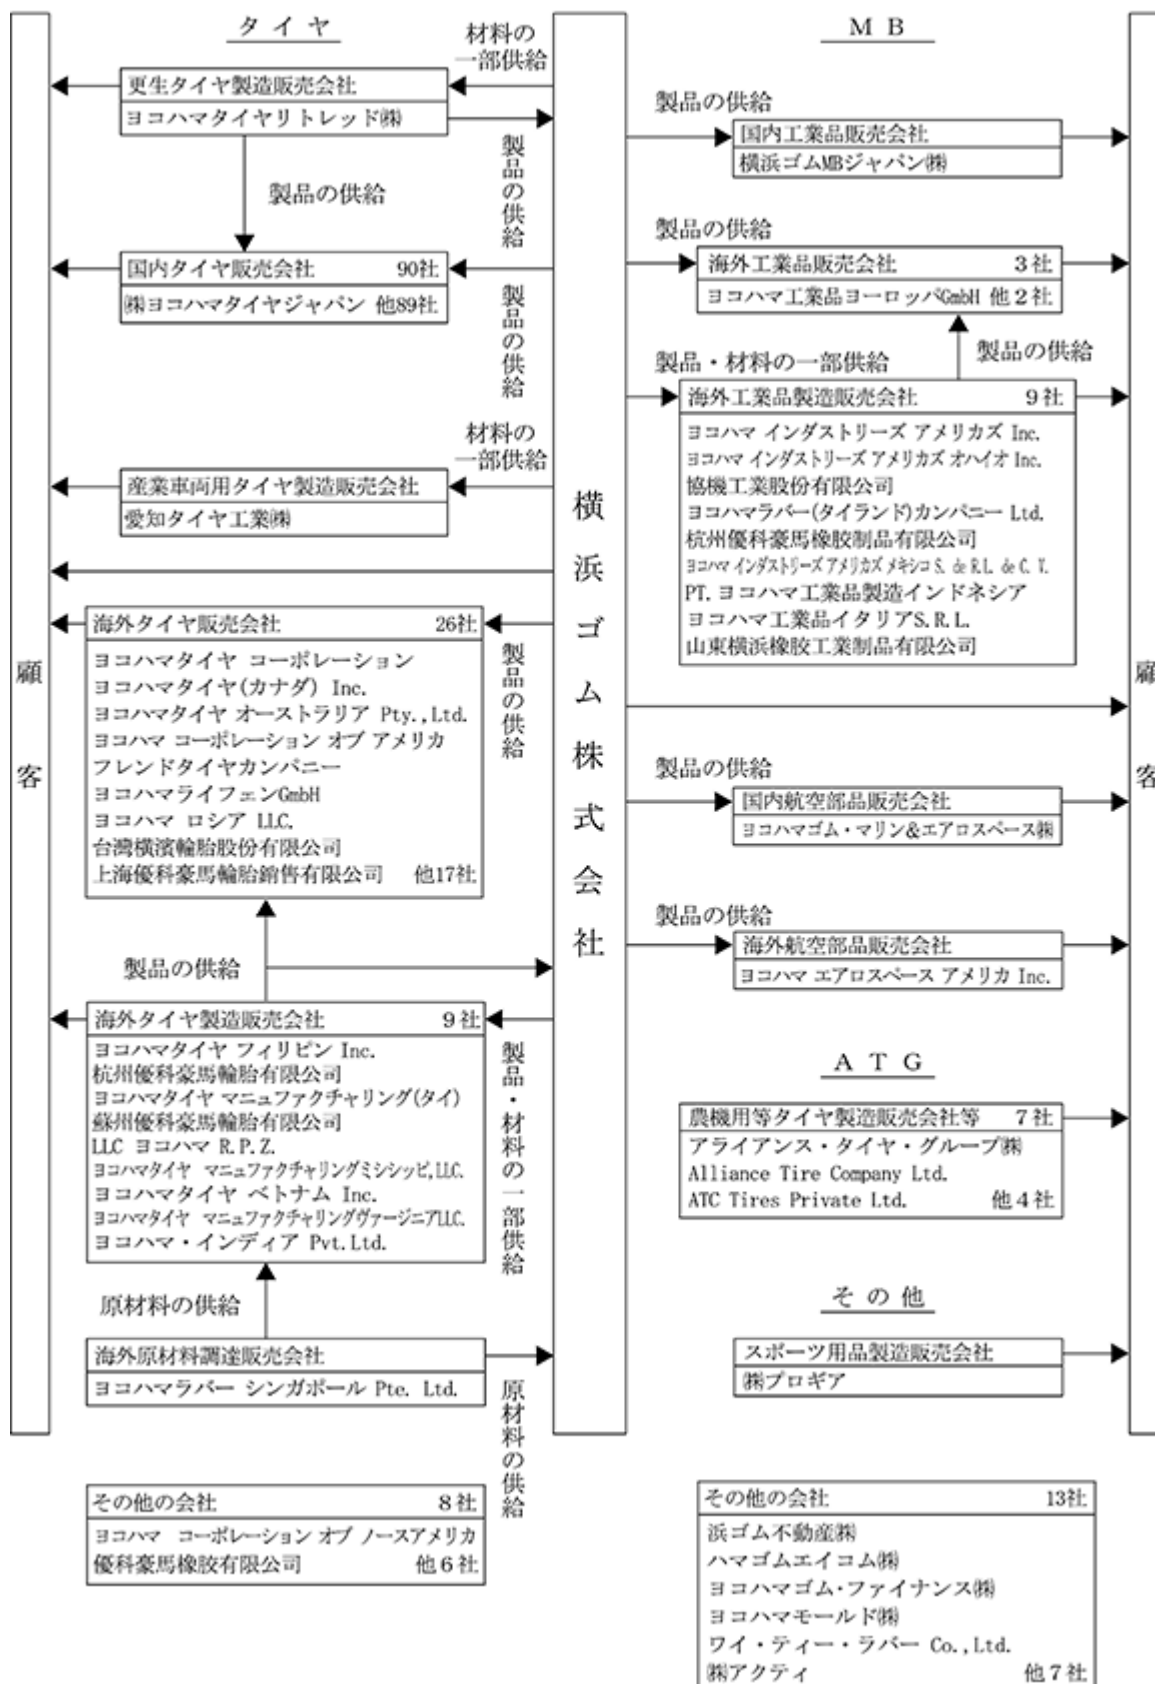 タイヤ
材料の
一部供給
更生タイヤ製造販売会社
ヨコハマタイヤリトレッド㈱
製品の供給
製品の供給
国内タイヤ販売会社 90社
㈱ヨコハマタイヤジャパン 他89社
製品の供給
材料の
一部供給
産業車両用タイヤ製造販売会社
愛知タイヤ工業㈱
海外タイヤ販売会社 26社
ヨコハマタイヤ コーポレーション
ヨコハマタイヤ(カナダ) Inc.
ヨコハマタイヤ オーストラリア Pty.,Ltd.
ヨコハマ コーポレーション オブ アメリカ
フレンドタイヤカンパニー
ヨコハマライフェンGmbH
ヨコハマ ロシア LLC.
台灣橫濱輪胎股份有限公司
上海優科豪馬輪胎銷售有限公司 他17社
製品の供給
製品の供給
海外タイヤ製造販売会社 9社
ヨコハマタイヤ フィリピン Inc.
杭州優科豪馬輪胎有限公司
ヨコハマタイヤ マニュファクチャリング(タイ)
蘇州優科豪馬輪胎有限公司
LLC ヨコハマ R.P.Z.
ヨコハマタイヤ マニュファクチャリングミシシッピ,LLC.
ヨコハマタイヤ ベトナム Inc.
ヨコハマタイヤ マニュファクチャリングヴァージニアLLC.
ヨコハマ・インディア Pvt.Ltd.
製品・材料の一部供給
原材料の供給
海外原材料調達販売会社
ヨコハマラバー シンガポール Pte. Ltd.
原材料の供給
その他の会社 8社
ヨコハマ コーポレーション オブ ノースアメリカ
優科豪馬橡胶有限公司 他6社
顧客
横浜ゴム株式会社
MB
製品の供給
国内工業品販売会社
横浜ゴムMBジャパン㈱
製品の供給
海外工業品販売会社 3社
ヨコハマ工業品ヨーロッパGmbH 他2社
製品・材料の一部供給
製品の供給
海外工業品製造販売会社 9社
ヨコハマ インダストリーズ アメリカズ Inc.
ヨコハマ インダストリーズ アメリカズ オハイオ Inc.
協機工業股份有限公司
ヨコハマラバー(タイランド)カンパニー Ltd.
杭州優科豪馬橡胶制品有限公司
ヨコハマ インダストリーズ アメリカズ メキシコ S. de R.L. de C. V.
PT. ヨコハマ工業品製造インドネシア
ヨコハマ工業品イタリアS.R.L.
山東横浜橡胶工業制品有限公司
製品の供給
国内航空部品販売会社
ヨコハマゴム・マリン&エアロスペース㈱
製品の供給
海外航空部品販売会社
ヨコハマ エアロスペース アメリカ Inc.
ATG
農機用等タイヤ製造販売会社等 7社
アライアンス・タイヤ・グループ㈱
Alliance Tire Company Ltd.
ATC Tires Private Ltd. 他4社
その他
スポーツ用品製造販売会社
㈱プロギア
その他の会社 13社
浜ゴム不動産㈱
ハマゴムエイコム㈱
ヨコハマゴム・ファイナンス㈱
ヨコハマモールド㈱
ワイ・ティー・ラバー Co.,Ltd.
㈱アクティ 他7社
顧客